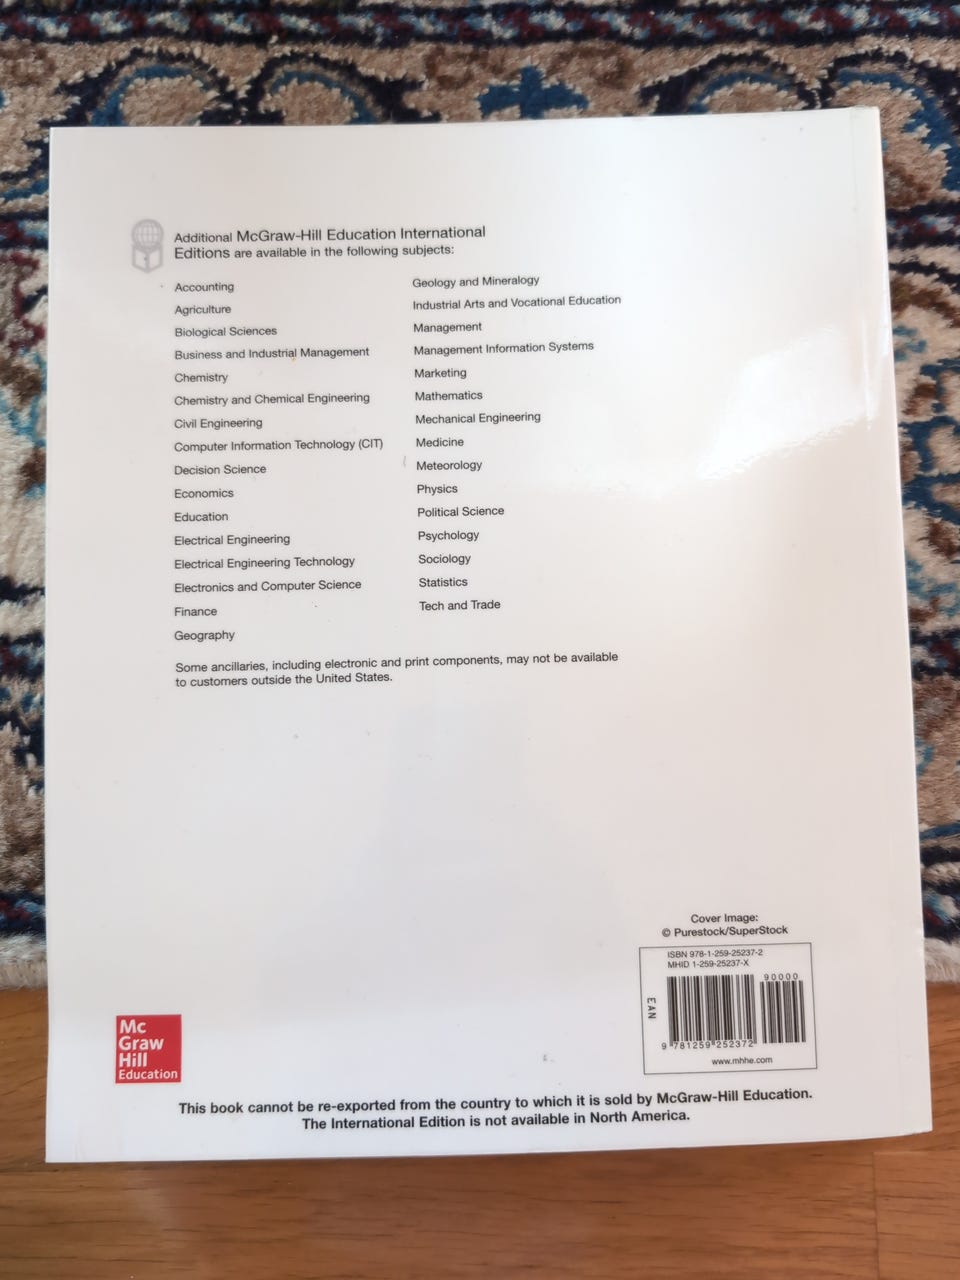 Additional McGraw-Hill Education International
Editions are available in the following subjects:
Accounting
Agriculture
Biological Sciences
Business and Industrial Management
Chemistry
Chemistry and Chemical Engineering
Civil Engineering
Computer Information Technology (CIT)
Decision Science
Economics
Education
Electrical Engineering
Electrical Engineering Technology
Electronics and Computer Science
Finance
Geography
Geology and Mineralogy
Industrial Arts and Vocational Education
Management
Management Information Systems
Marketing
Mathematics
Mechanical Engineering
Medicine
Meteorology
Physics
Political Science
Psychology
Sociology
Statistics
Tech and Trade
Some ancillaries, including electronic and print components, may not be available
to customers outside the United States.
Cover Image:
© Purestock/SuperStock
ISBN 978-1-259-25237-2
MHID 1-259-25237-X
90000
EAN
9 781259 252372
www.mhhe.com
Mc
Graw
Hill
Education
This book cannot be re-exported from the country to which it is sold by McGraw-Hill Education.
The International Edition is not available in North America.